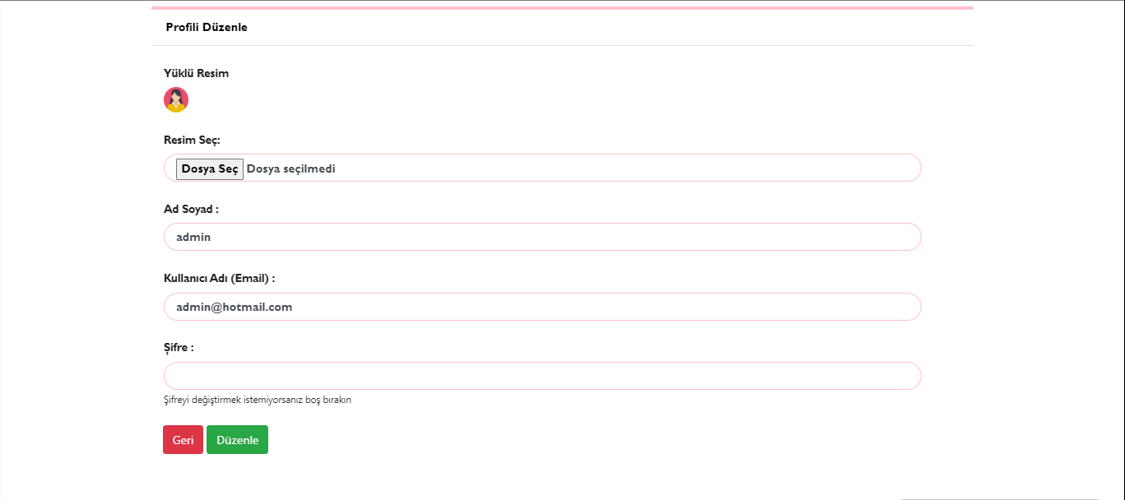 Profili Düzenle
Yüklü Resim
Resim Seç:
Dosya Seç Dosya seçilmedi
Ad Soyad :
admin
Kullanıcı Adı (Email) :
admin@hotmail.com
Şifre :
Şifreyi değiştirmek istemiyorsanız boş bırakın
Geri Düzenle